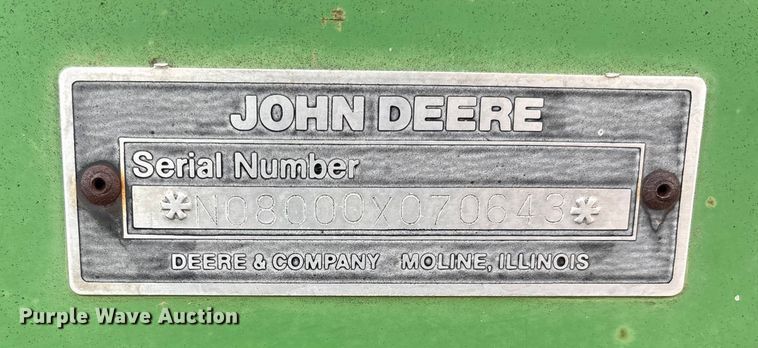 JOHN DEERE
Serial Number
*N08000X070643*
DEERE & COMPANY MOLINE, ILLINOIS
Purple Wave Auction